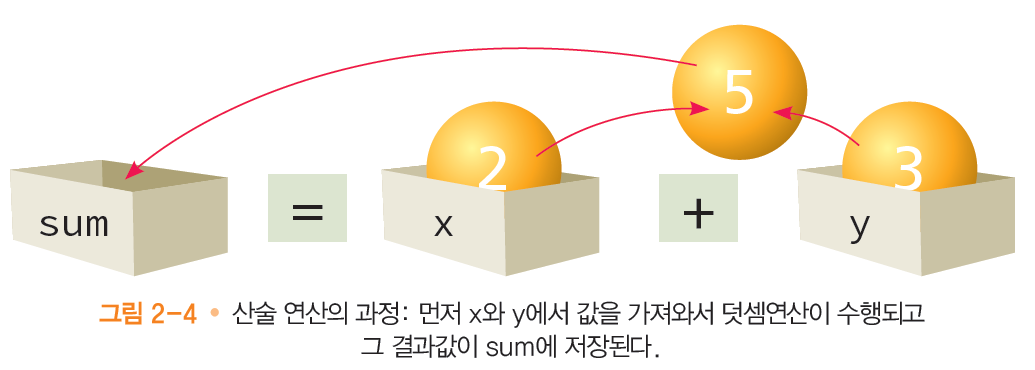 5
2
3
sum = x + y
그림 2-4 • 산술 연산의 과정: 먼저 x와 y에서 값을 가져와서 덧셈연산이 수행되고
그 결과값이 sum에 저장된다.